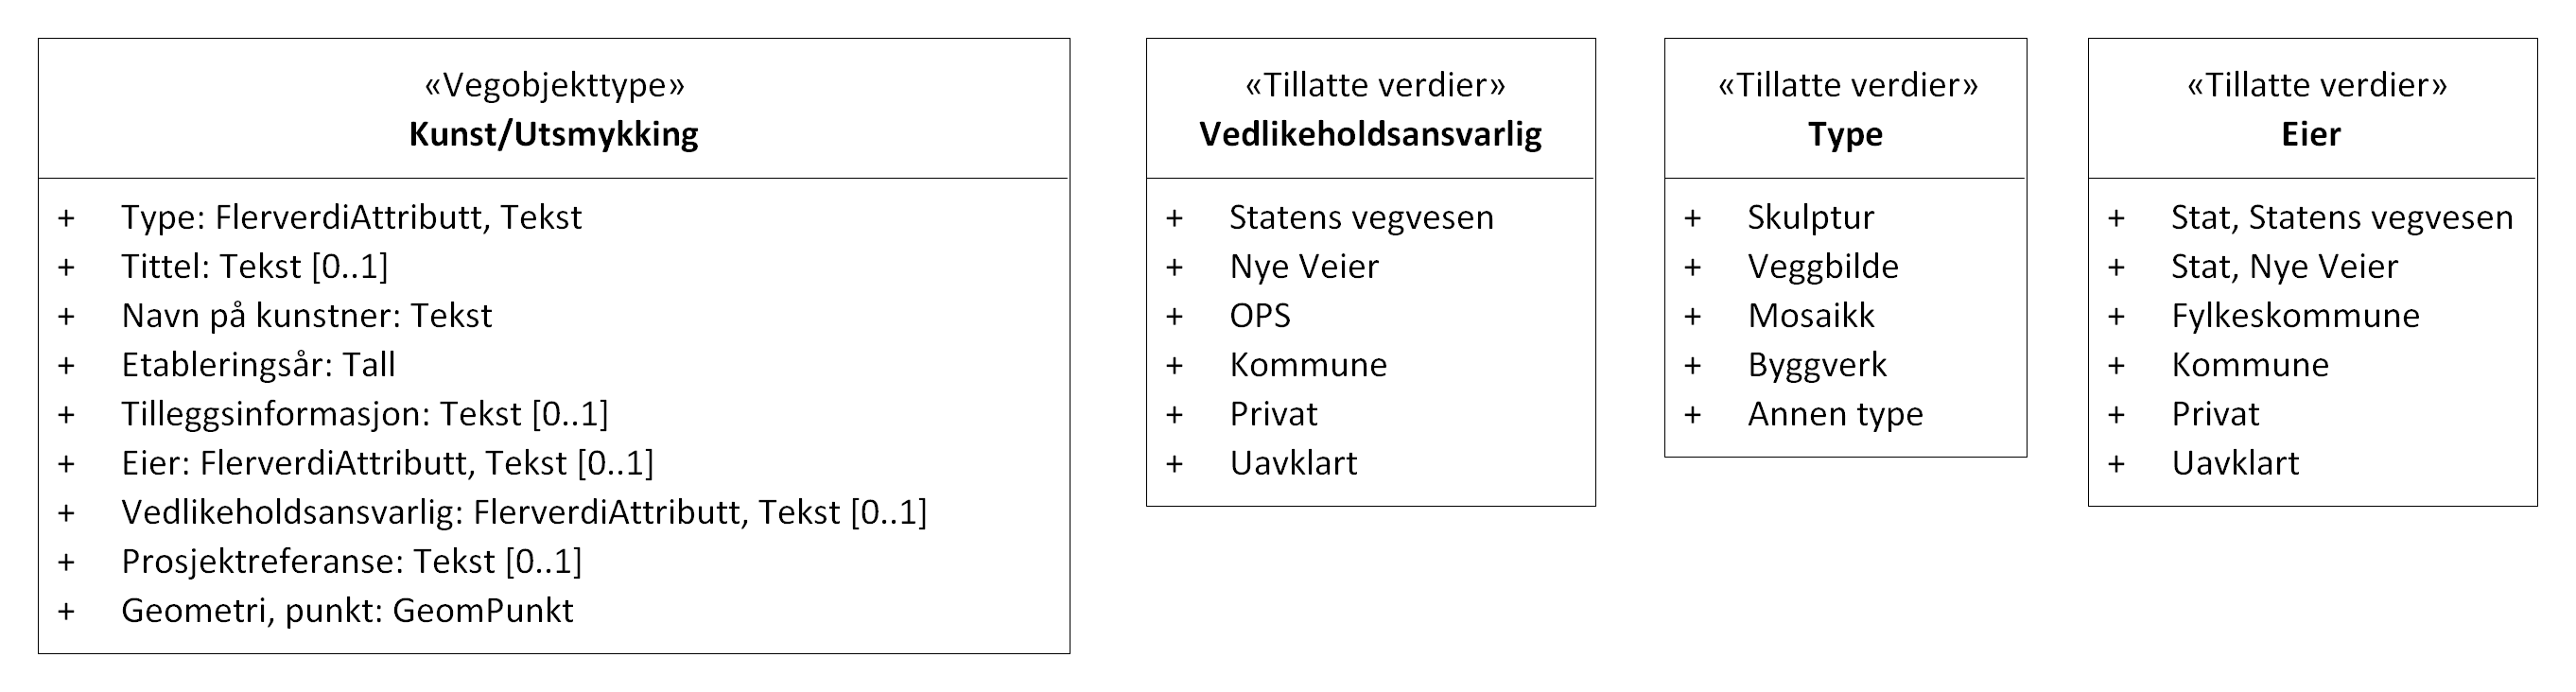 «Vegobjekttype»
Kunst/Utsmykking
+ Type: FlerverdiAttributt, Tekst
+ Tittel: Tekst [0..1]
+ Navn på kunstner: Tekst
+ Etableringsår: Tall
+ Tilleggsinformasjon: Tekst [0..1]
+ Eier: FlerverdiAttributt, Tekst [0..1]
+ Vedlikeholdsansvarlig: FlerverdiAttributt, Tekst [0..1]
+ Prosjektreferanse: Tekst [0..1]
+ Geometri, punkt: GeomPunkt
«Tillatte verdier»
Vedlikeholdsansvarlig
+ Statens vegvesen
+ Nye Veier
+ OPS
+ Kommune
+ Privat
+ Uavklart
«Tillatte verdier»
Type
+ Skulptur
+ Veggbilde
+ Mosaikk
+ Byggverk
+ Annen type
«Tillatte verdier»
Eier
+ Stat, Statens vegvesen
+ Stat, Nye Veier
+ Fylkeskommune
+ Kommune
+ Privat
+ Uavklart